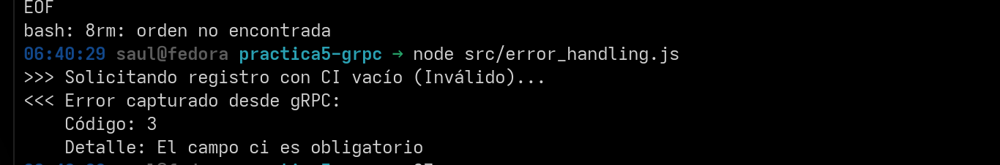 EOF
bash: 8rm: orden no encontrada
06:40:29 saul@fedora practica5-grpc → node src/error_handling.js
>>> Solicitando registro con CI vacío (Inválido)...
<<< Error capturado desde gRPC:
    Código: 3
    Detalle: El campo ci es obligatorio